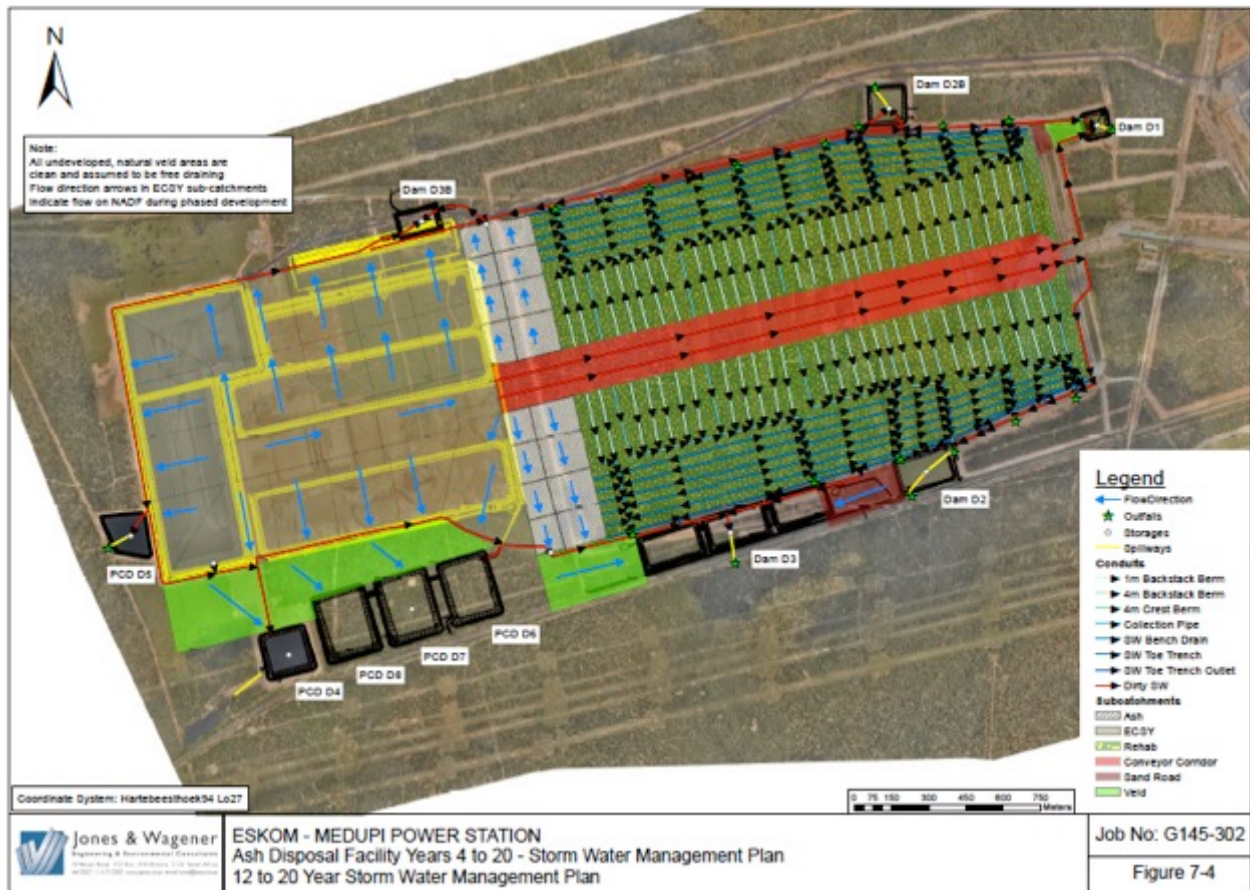 N
Note:
All undeveloped, natural veld areas are
clean and assumed to be free draining
Flow direction arrows in ECSY sub-catchments
indicate flow on NADF during phased development
Dam D2B
Dam D1
Dam D3B
Dam D2
Dam D3
PCD D5
PCD D6
PCD D7
PCD D8
PCD D4
Legend
FlowDirection
Outfalls
Storages
Spillways
Conduits
1m Backstack Berm
4m Backstack Berm
4m Crest Berm
Collection Pipe
SW Bench Drain
SW Toe Trench
SW Toe Trench Outlet
Dirty SW
Subcatchments
Ash
ECSY
Rehab
Conveyor Corridor
Sand Road
Veld
0 75 150 300 450 600 750
Meters
Coordinate System: Hartebeesthoek94 Lo27
Jones & Wagener
Engineering & Environmental Consultants
ESKOM - MEDUPI POWER STATION
Ash Disposal Facility Years 4 to 20 - Storm Water Management Plan
12 to 20 Year Storm Water Management Plan
Job No: G145-302
Figure 7-4